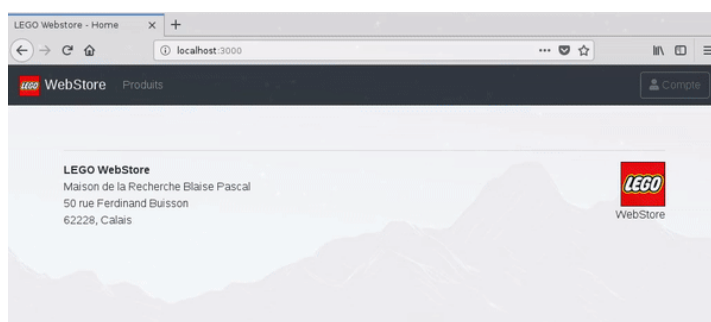 LEGO Webstore - Home
localhost:3000
LEGO WebStore Produits Compte
LEGO WebStore
Maison de la Recherche Blaise Pascal
50 rue Ferdinand Buisson
62228, Calais
LEGO
WebStore